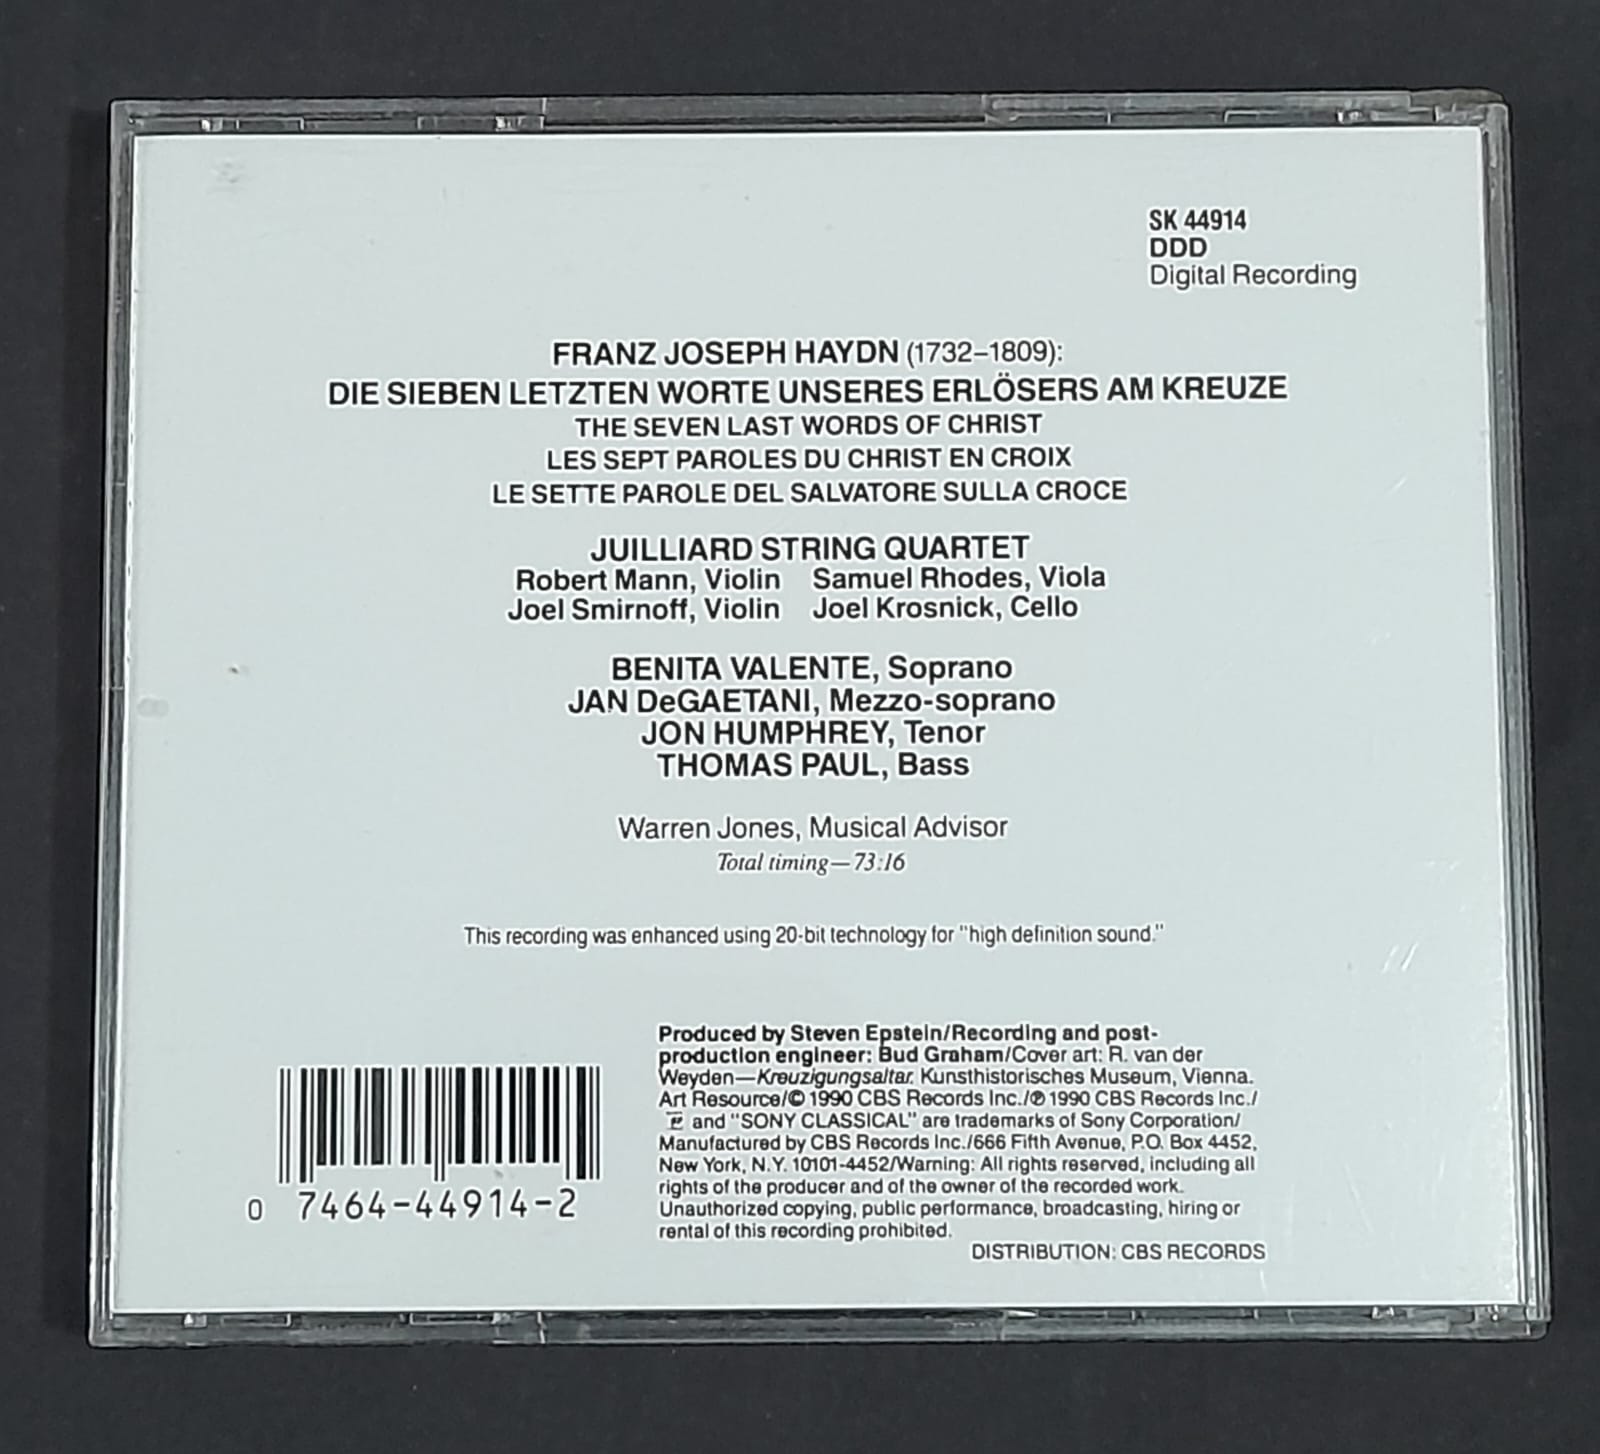 SK 44914
DDD
Digital Recording
FRANZ JOSEPH HAYDN (1732–1809):
DIE SIEBEN LETZTEN WORTE UNSERES ERLÖSERS AM KREUZE
THE SEVEN LAST WORDS OF CHRIST
LES SEPT PAROLES DU CHRIST EN CROIX
LE SETTE PAROLE DEL SALVATORE SULLA CROCE
JUILLIARD STRING QUARTET
Robert Mann, Violin Samuel Rhodes, Viola
Joel Smirnoff, Violin Joel Krosnick, Cello
BENITA VALENTE, Soprano
JAN DeGAETANI, Mezzo-soprano
JON HUMPHREY, Tenor
THOMAS PAUL, Bass
Warren Jones, Musical Advisor
Total timing—73:16
This recording was enhanced using 20-bit technology for "high definition sound."
Produced by Steven Epstein/Recording and post-
production engineer: Bud Graham/Cover art: R. van der
Weyden—Kreuzigungsaltar. Kunsthistorisches Museum, Vienna.
Art Resource/© 1990 CBS Records Inc./℗ 1990 CBS Records Inc./
and "SONY CLASSICAL" are trademarks of Sony Corporation/
Manufactured by CBS Records Inc./666 Fifth Avenue, P.O. Box 4452,
New York, N.Y. 10101-4452/Warning: All rights reserved, including all
rights of the producer and of the owner of the recorded work.
Unauthorized copying, public performance, broadcasting, hiring or
rental of this recording prohibited.
DISTRIBUTION: CBS RECORDS
0 7464-44914-2